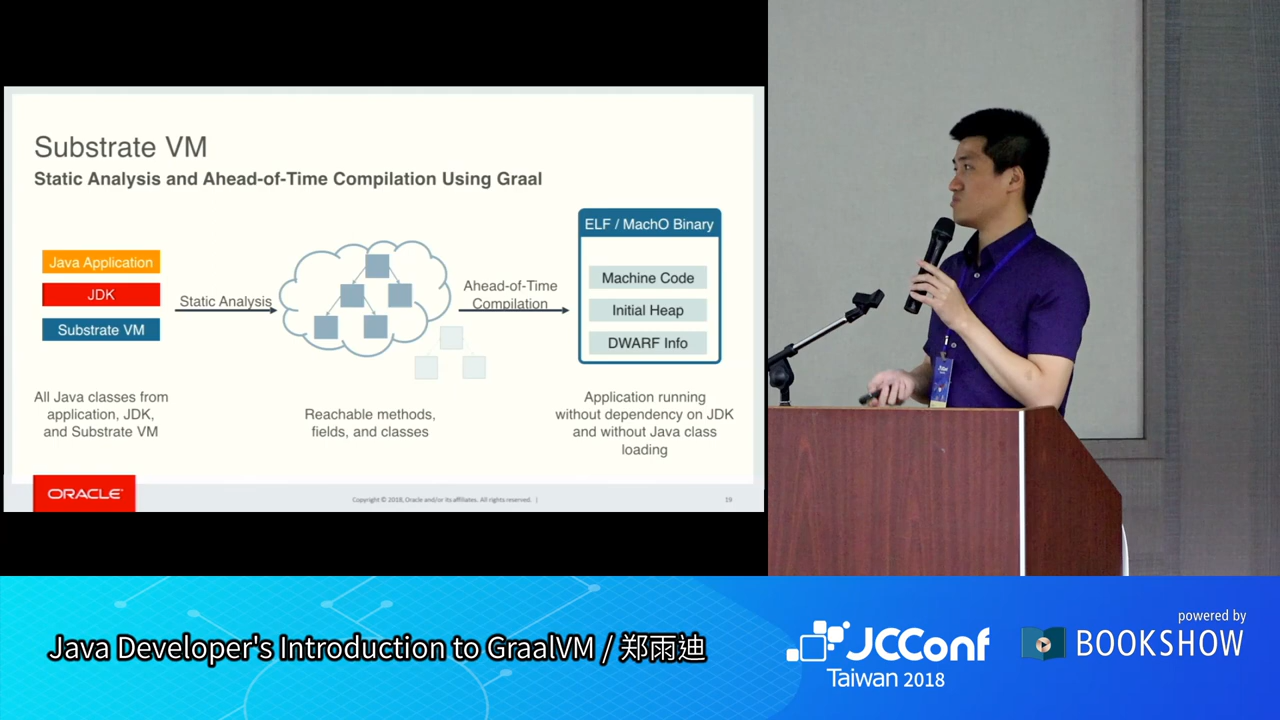 Substrate VM
Static Analysis and Ahead-of-Time Compilation Using Graal
Java Application
JDK
Substrate VM
Static Analysis
Ahead-of-Time
Compilation
ELF / MachO Binary
Machine Code
Initial Heap
DWARF Info
All Java classes from
application, JDK,
and Substrate VM
Reachable methods,
fields, and classes
Application running
without dependency on JDK
and without Java class
loading
ORACLE
Copyright © 2018, Oracle and/or its affiliates. All rights reserved. |
19
Java Developer's Introduction to GraalVM / 郑雨迪
JCConf
Taiwan 2018
powered by
BOOKSHOW